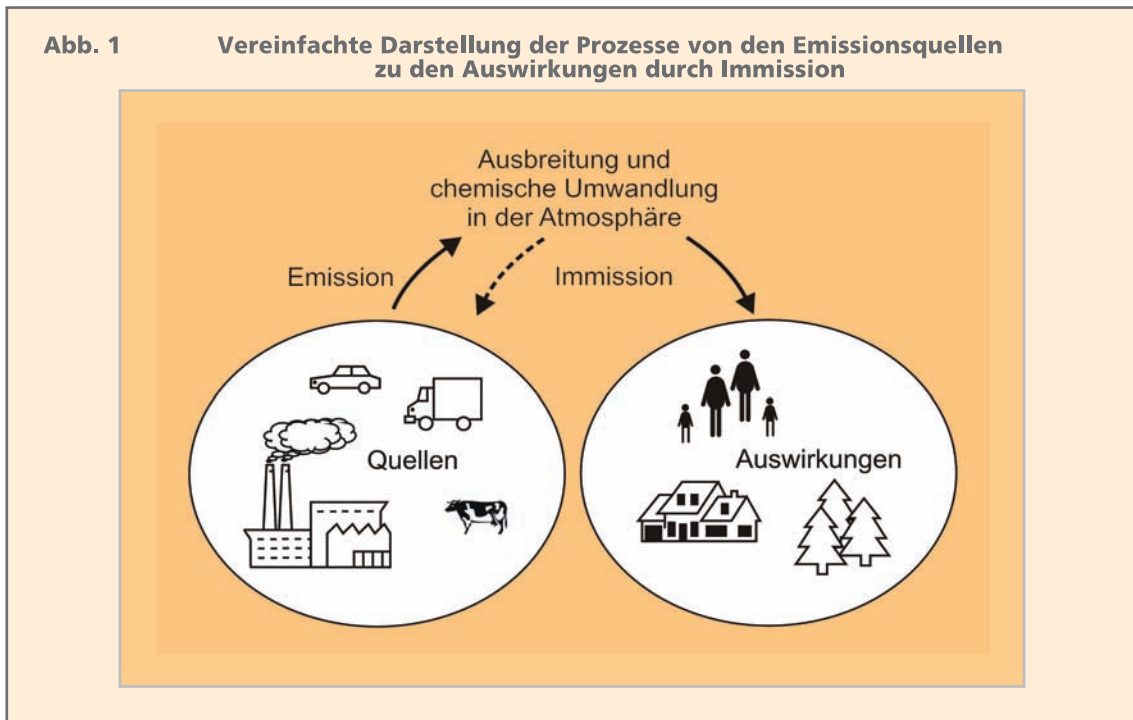 Abb. 1 Vereinfachte Darstellung der Prozesse von den Emissionsquellen
zu den Auswirkungen durch Immission
Ausbreitung und
chemische Umwandlung
in der Atmosphäre
Emission
Immission
Quellen
Auswirkungen